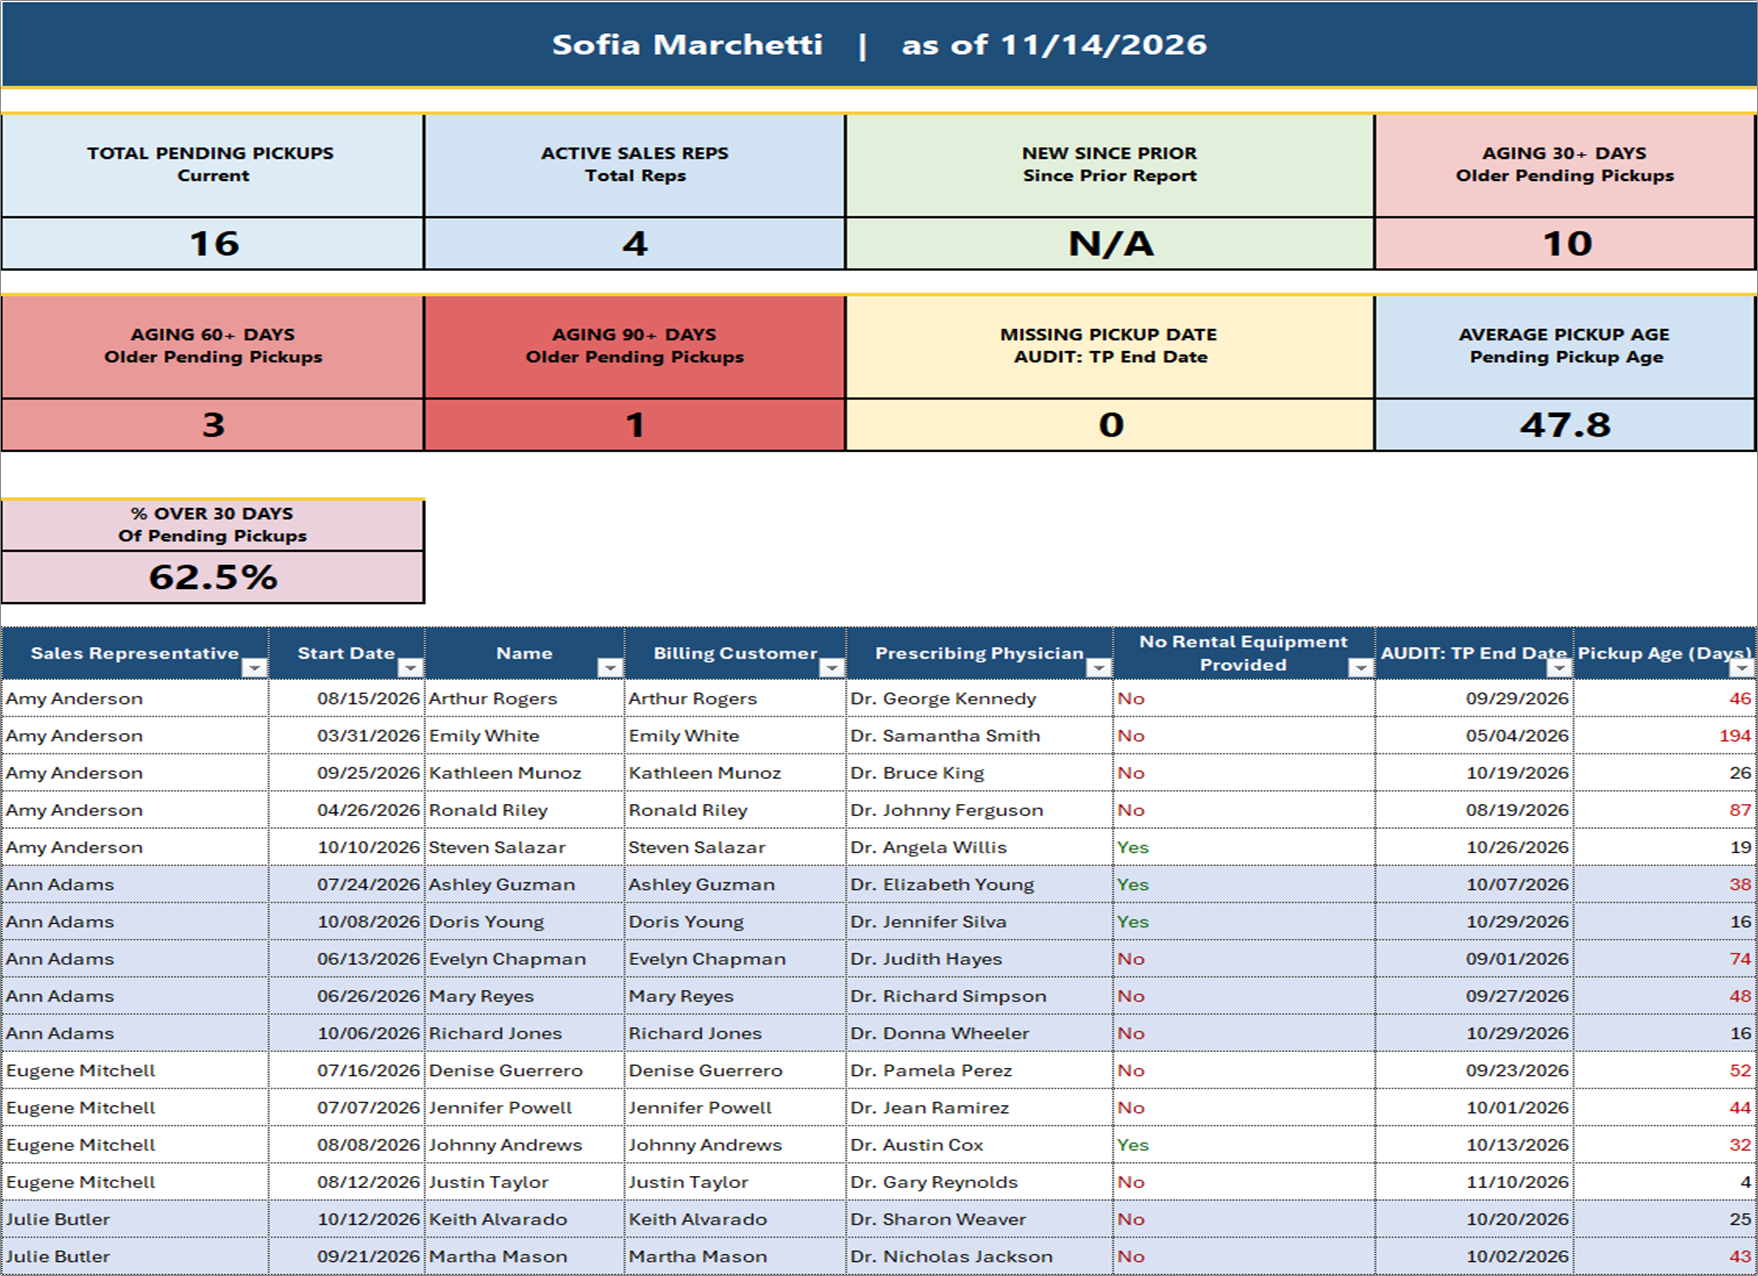 Sofia Marchetti | as of 11/14/2026
TOTAL PENDING PICKUPS
Current
16
ACTIVE SALES REPS
Total Reps
4
NEW SINCE PRIOR
Since Prior Report
N/A
AGING 30+ DAYS
Older Pending Pickups
10
AGING 60+ DAYS
Older Pending Pickups
3
AGING 90+ DAYS
Older Pending Pickups
1
MISSING PICKUP DATE
AUDIT: TP End Date
0
AVERAGE PICKUP AGE
Pending Pickup Age
47.8
% OVER 30 DAYS
Of Pending Pickups
62.5%
Sales Representative Start Date Name Billing Customer Prescribing Physician No Rental Equipment Provided AUDIT: TP End Date Pickup Age (Days)
Amy Anderson 08/15/2026 Arthur Rogers Arthur Rogers Dr. George Kennedy No 09/29/2026 46
Amy Anderson 03/31/2026 Emily White Emily White Dr. Samantha Smith No 05/04/2026 194
Amy Anderson 09/25/2026 Kathleen Munoz Kathleen Munoz Dr. Bruce King No 10/19/2026 26
Amy Anderson 04/26/2026 Ronald Riley Ronald Riley Dr. Johnny Ferguson No 08/19/2026 87
Amy Anderson 10/10/2026 Steven Salazar Steven Salazar Dr. Angela Willis Yes 10/26/2026 19
Ann Adams 07/24/2026 Ashley Guzman Ashley Guzman Dr. Elizabeth Young Yes 10/07/2026 38
Ann Adams 10/08/2026 Doris Young Doris Young Dr. Jennifer Silva Yes 10/29/2026 16
Ann Adams 06/13/2026 Evelyn Chapman Evelyn Chapman Dr. Judith Hayes No 09/01/2026 74
Ann Adams 06/26/2026 Mary Reyes Mary Reyes Dr. Richard Simpson No 09/27/2026 48
Ann Adams 10/06/2026 Richard Jones Richard Jones Dr. Donna Wheeler No 10/29/2026 16
Eugene Mitchell 07/16/2026 Denise Guerrero Denise Guerrero Dr. Pamela Perez No 09/23/2026 52
Eugene Mitchell 07/07/2026 Jennifer Powell Jennifer Powell Dr. Jean Ramirez No 10/01/2026 44
Eugene Mitchell 08/08/2026 Johnny Andrews Johnny Andrews Dr. Austin Cox Yes 10/13/2026 32
Eugene Mitchell 08/12/2026 Justin Taylor Justin Taylor Dr. Gary Reynolds No 11/10/2026 4
Julie Butler 10/12/2026 Keith Alvarado Keith Alvarado Dr. Sharon Weaver No 10/20/2026 25
Julie Butler 09/21/2026 Martha Mason Martha Mason Dr. Nicholas Jackson No 10/02/2026 43